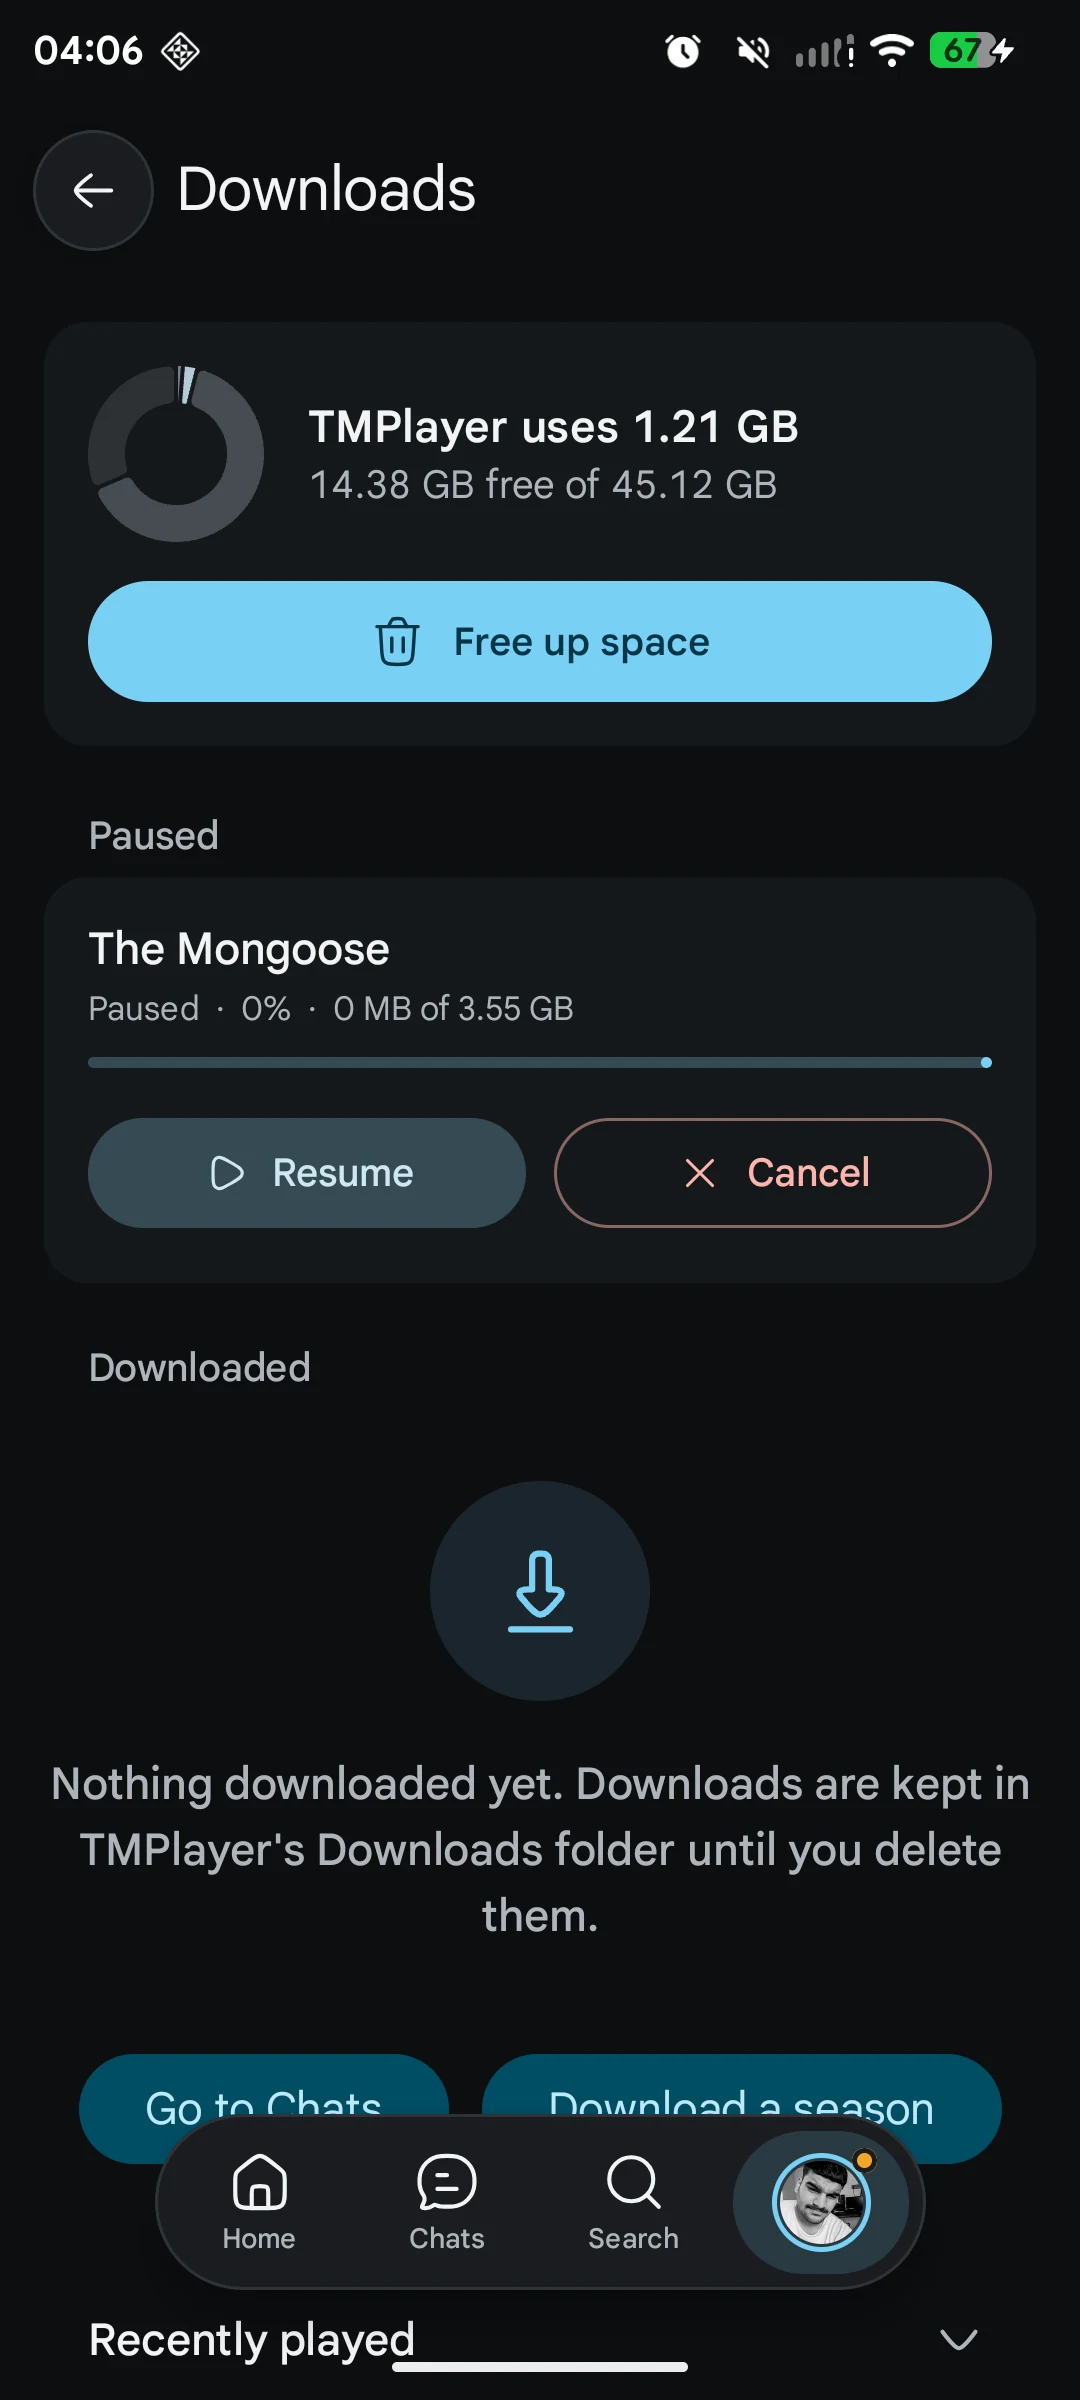 04:06
67
Downloads
TMPlayer uses 1.21 GB
14.38 GB free of 45.12 GB
Free up space
Paused
The Mongoose
Paused · 0% · 0 MB of 3.55 GB
Resume
Cancel
Downloaded
Nothing downloaded yet. Downloads are kept in
TMPlayer's Downloads folder until you delete
them.
Go to Chats
Download a season
Home
Chats
Search
Recently played